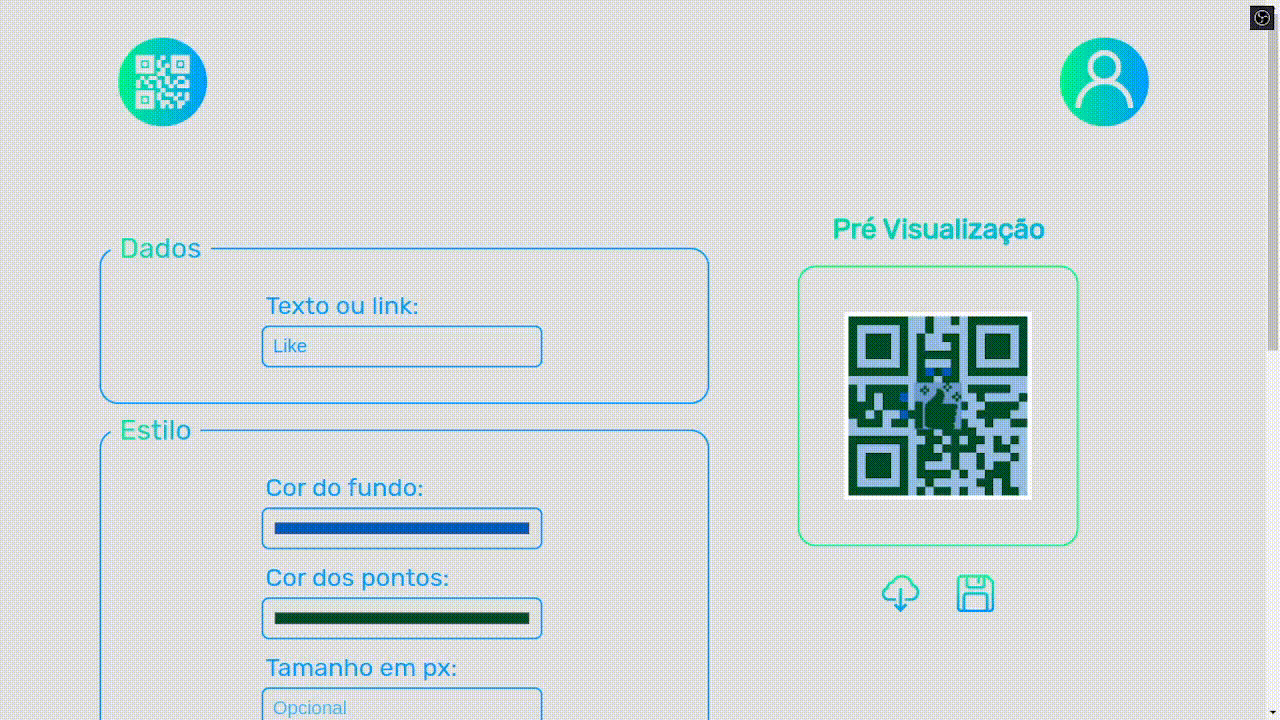 Pré Visualização
Dados
Texto ou link:
Like
Estilo
Cor do fundo:
Cor dos pontos:
Tamanho em px:
Opcional